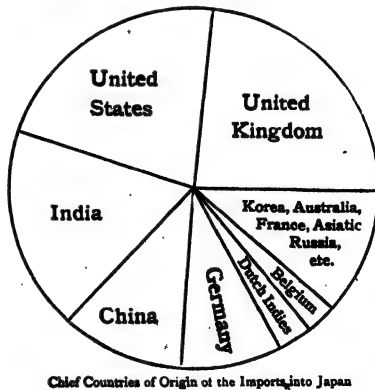 United
States
United
Kingdom
India
Korea, Australia,
France, Asiatic
Russia,
etc.
Belgium
Dutch Indies
Germany
China
Chief Countries of Origin of the Imports into Japan